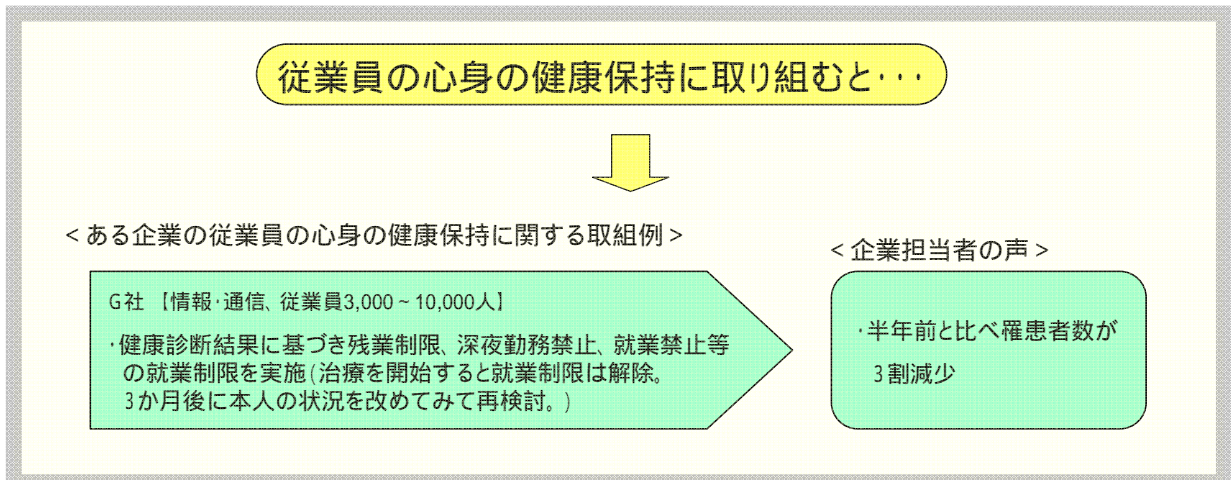 従業員の心身の健康保持に取り組むと・・・
<ある企業の従業員の心身の健康保持に関する取組例>
<企業担当者の声>
G社 【情報・通信、従業員3,000~10,000人】
・健康診断結果に基づき残業制限、深夜勤務禁止、就業禁止等
の就業制限を実施(治療を開始すると就業制限は解除。
3か月後に本人の状況を改めてみて再検討。)
・半年前と比べ罹患者数が
3割減少